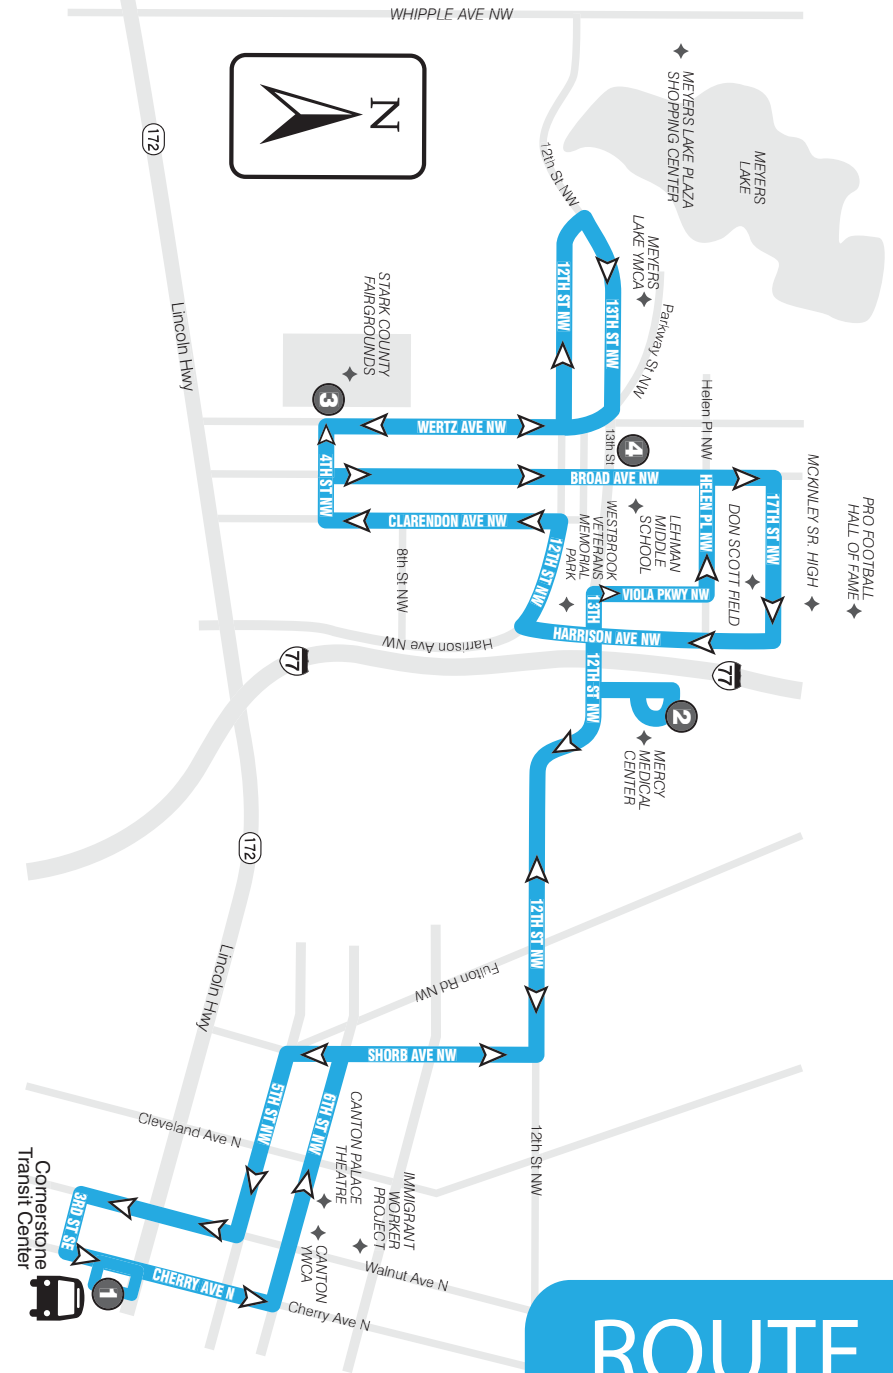 WHIPPLE AVE NW
N
172
MEYERS LAKE PLAZA
SHOPPING CENTER
MEYERS
LAKE
12th St NW
MEYERS
LAKE YMCA
12TH ST NW
13TH ST NW
Parkway St NW
STARK COUNTY
FAIRGROUNDS
Lincoln Hwy
Helen Pl NW
3
WERTZ AVE NW
13th St
4
4TH ST NW
BROAD AVE NW
HELEN PL NW
17TH ST NW
MCKINLEY SR. HIGH
PRO FOOTBALL
HALL OF FAME
DON SCOTT FIELD
LEHMAN
MIDDLE
SCHOOL
WESTBROOK
VETERANS
MEMORIAL
PARK
CLARENDON AVE NW
12TH ST NW
8th St NW
VIOLA PKWY NW
13TH
HARRISON AVE NW
Harrison Ave NW
77
77
12TH ST NW
2
MERCY
MEDICAL
CENTER
172
12TH ST NW
Lincoln Hwy
Fulton Rd NW
SHORB AVE NW
5TH ST NW
6TH ST NW
Cleveland Ave N
CANTON PALACE
THEATRE
12th St NW
IMMIGRANT
WORKER
PROJECT
CANTON
YWCA
Walnut Ave N
Cherry Ave N
3RD ST SE
CHERRY AVE N
1
Cornerstone
Transit Center
ROUTE